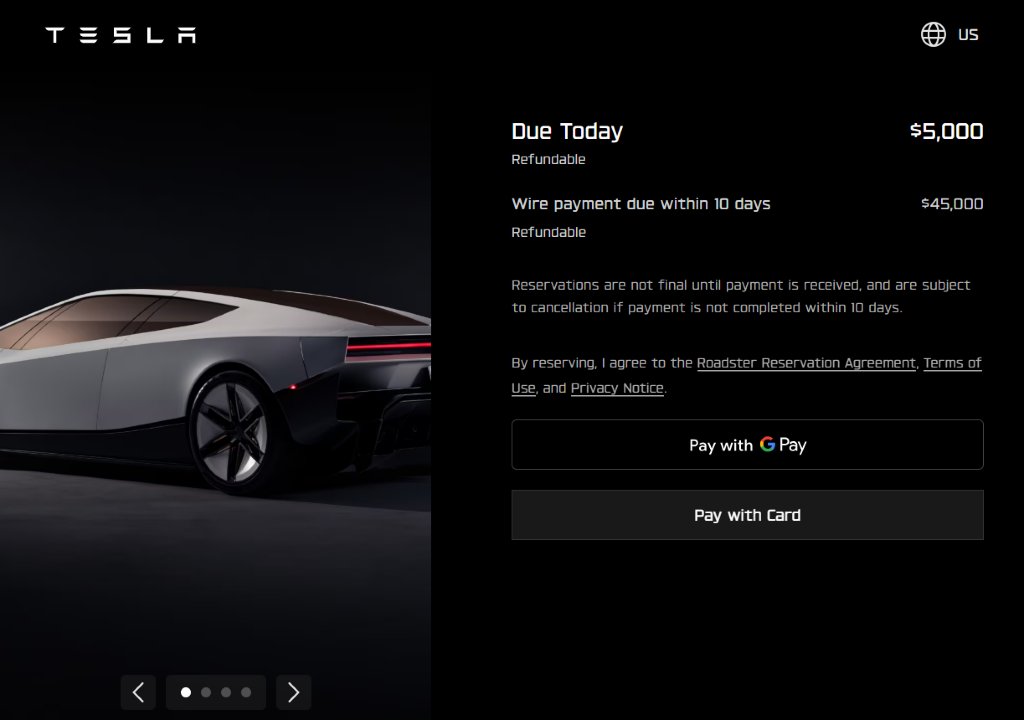 TESLA
US
Due Today $5,000
Refundable
Wire payment due within 10 days $45,000
Refundable
Reservations are not final until payment is received, and are subject
to cancellation if payment is not completed within 10 days.
By reserving, I agree to the Roadster Reservation Agreement, Terms of
Use, and Privacy Notice.
Pay with G Pay
Pay with Card